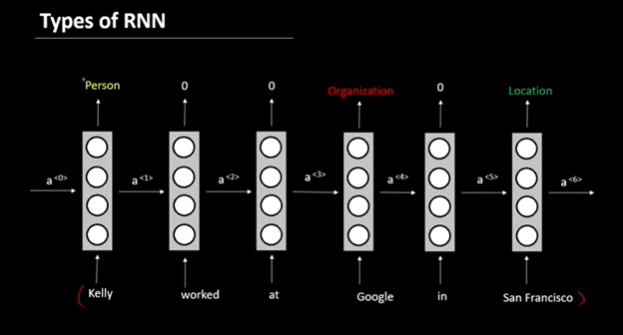 Types of RNN
Person 0 0 Organization 0 Location
a<0> a<1> a<2> a<3> a<4> a<5> a<6>
Kelly worked at Google in San Francisco